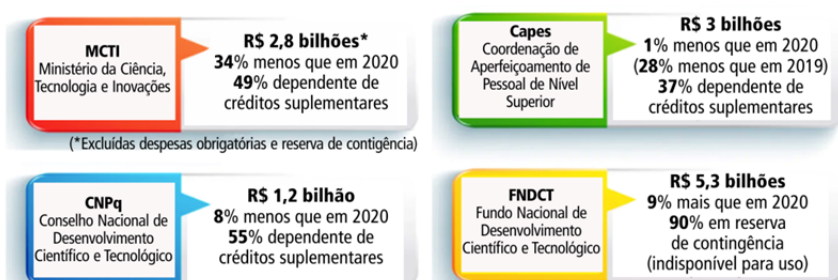 MCTI
Ministério da Ciência,
Tecnologia e Inovações
R$ 2,8 bilhões*
34% menos que em 2020
49% dependente de
créditos suplementares
(*Excluídas despesas obrigatórias e reserva de contigência)
Capes
Coordenação de
Aperfeiçoamento de
Pessoal de Nível
Superior
R$ 3 bilhões
1% menos que em 2020
(28% menos que em 2019)
37% dependente de
créditos suplementares
CNPq
Conselho Nacional de
Desenvolvimento
Científico e Tecnológico
R$ 1,2 bilhão
8% menos que em 2020
55% dependente de
créditos suplementares
FNDCT
Fundo Nacional de
Desenvolvimento
Científico e Tecnológico
R$ 5,3 bilhões
9% mais que em 2020
90% em reserva
de contingência
(indisponível para uso)